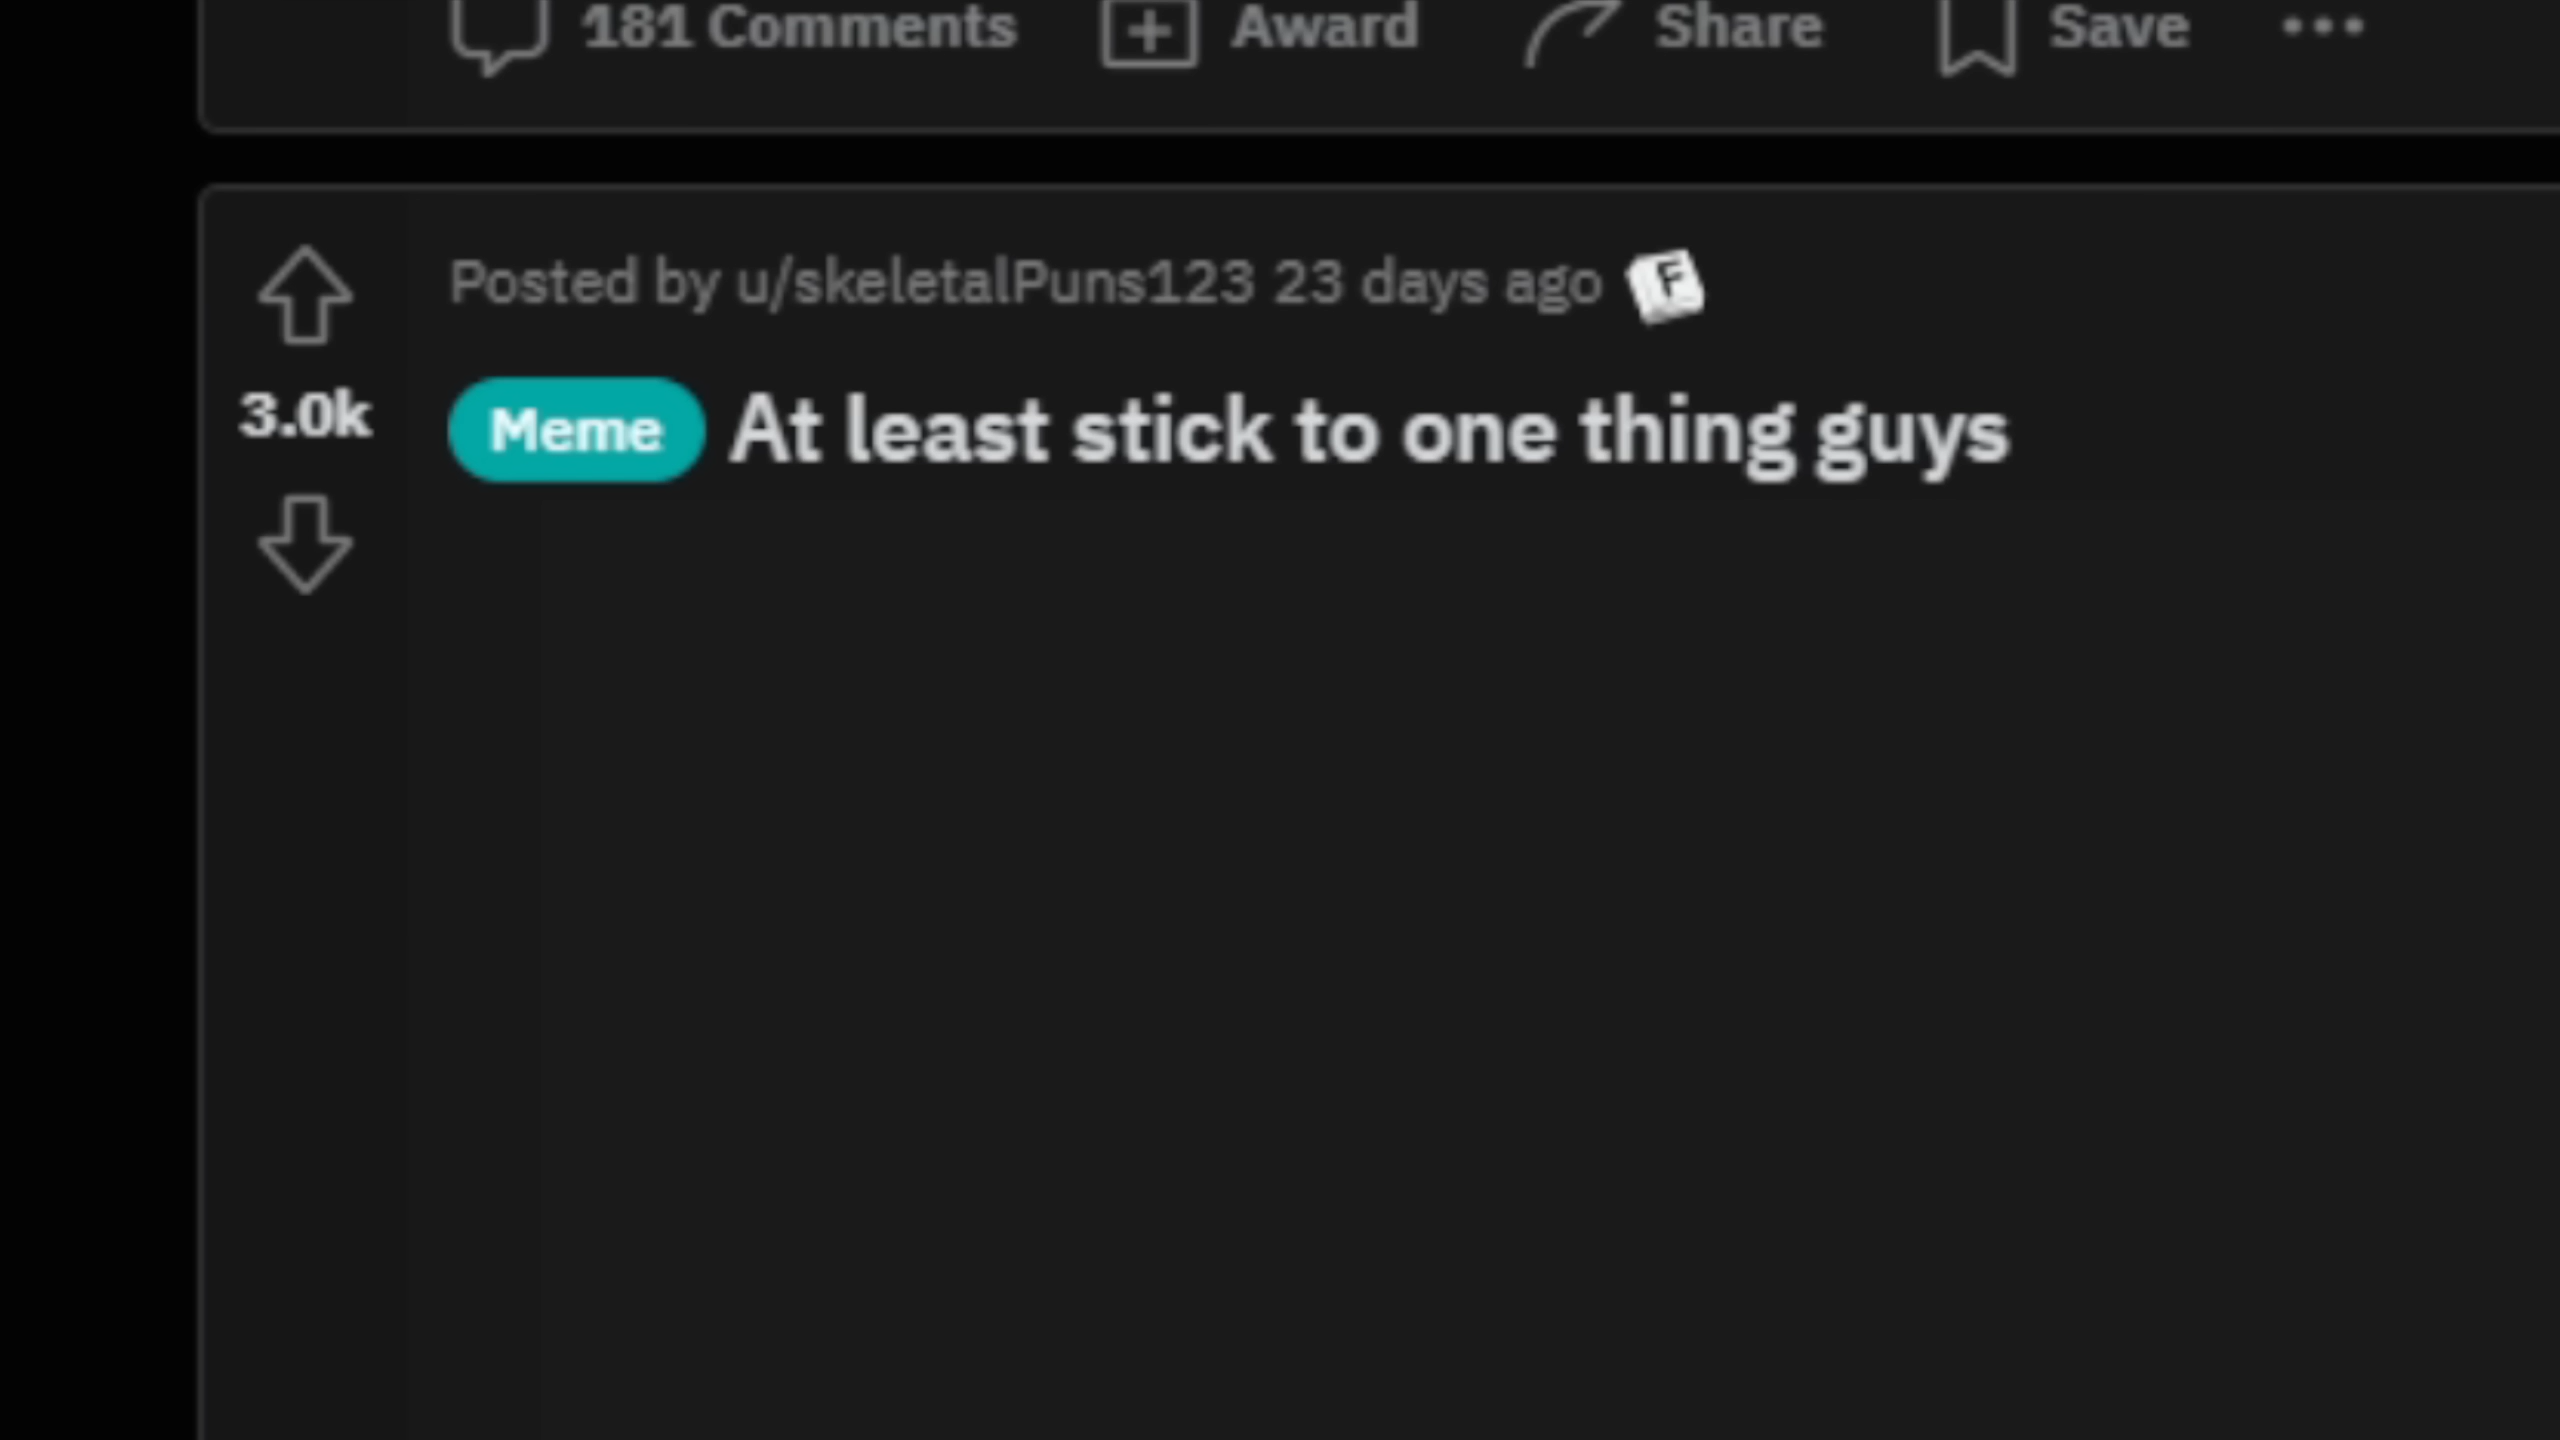 181 Comments Award Share Save
Posted by u/skeletalPuns123 23 days ago F
3.0k
Meme At least stick to one thing guys